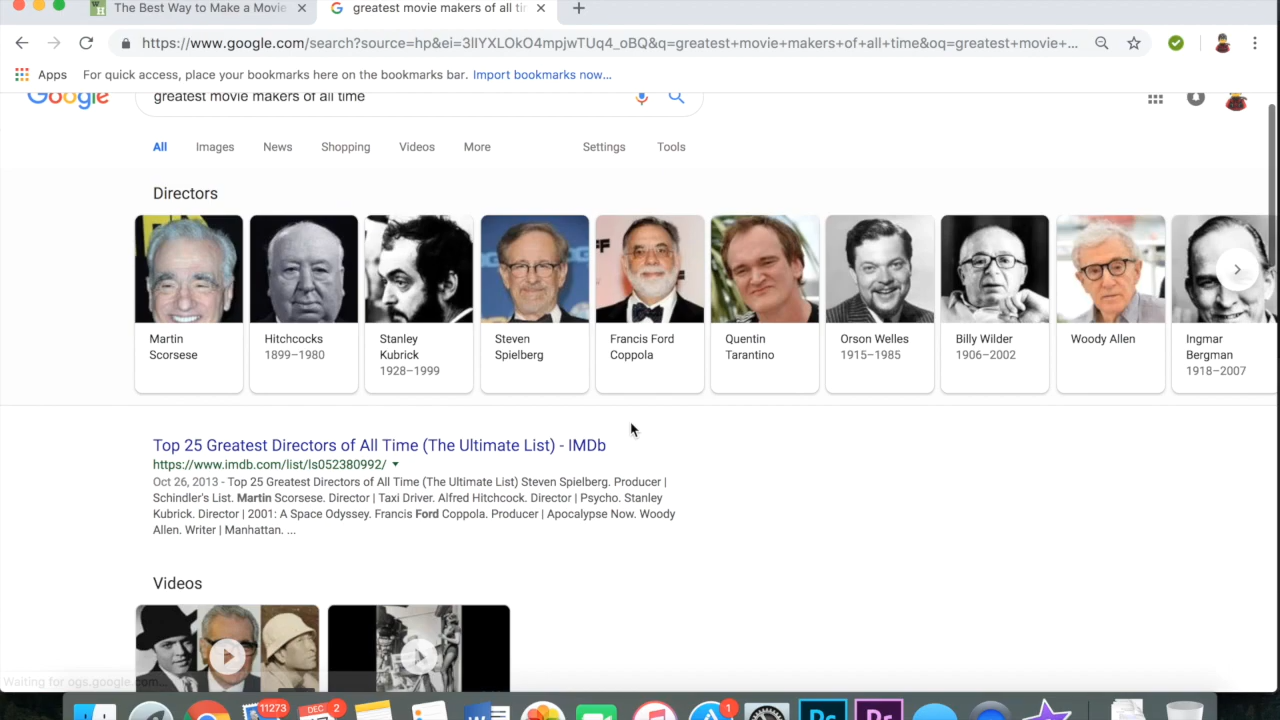 The Best Way to Make a Movie
greatest movie makers of all tir
https://www.google.com/search?source=hp&ei=3IIYXLOkO4mpjwTUq4_oBQ&q=greatest+movie+makers+of+all+time&oq=greatest+movie+...
Apps For quick access, place your bookmarks here on the bookmarks bar. Import bookmarks now...
Google
greatest movie makers of all time
All Images News Shopping Videos More Settings Tools
Directors
Martin
Scorsese
Hitchcocks
1899–1980
Stanley
Kubrick
1928–1999
Steven
Spielberg
Francis Ford
Coppola
Quentin
Tarantino
Orson Welles
1915–1985
Billy Wilder
1906–2002
Woody Allen
Ingmar
Bergman
1918–2007
Top 25 Greatest Directors of All Time (The Ultimate List) - IMDb
https://www.imdb.com/list/ls052380992/
Oct 26, 2013 - Top 25 Greatest Directors of All Time (The Ultimate List) Steven Spielberg. Producer |
Schindler's List. Martin Scorsese. Director | Taxi Driver. Alfred Hitchcock. Director | Psycho. Stanley
Kubrick. Director | 2001: A Space Odyssey. Francis Ford Coppola. Producer | Apocalypse Now. Woody
Allen. Writer | Manhattan. ...
Videos
Waiting for ogs.google.com...
11273
DEC 2
1